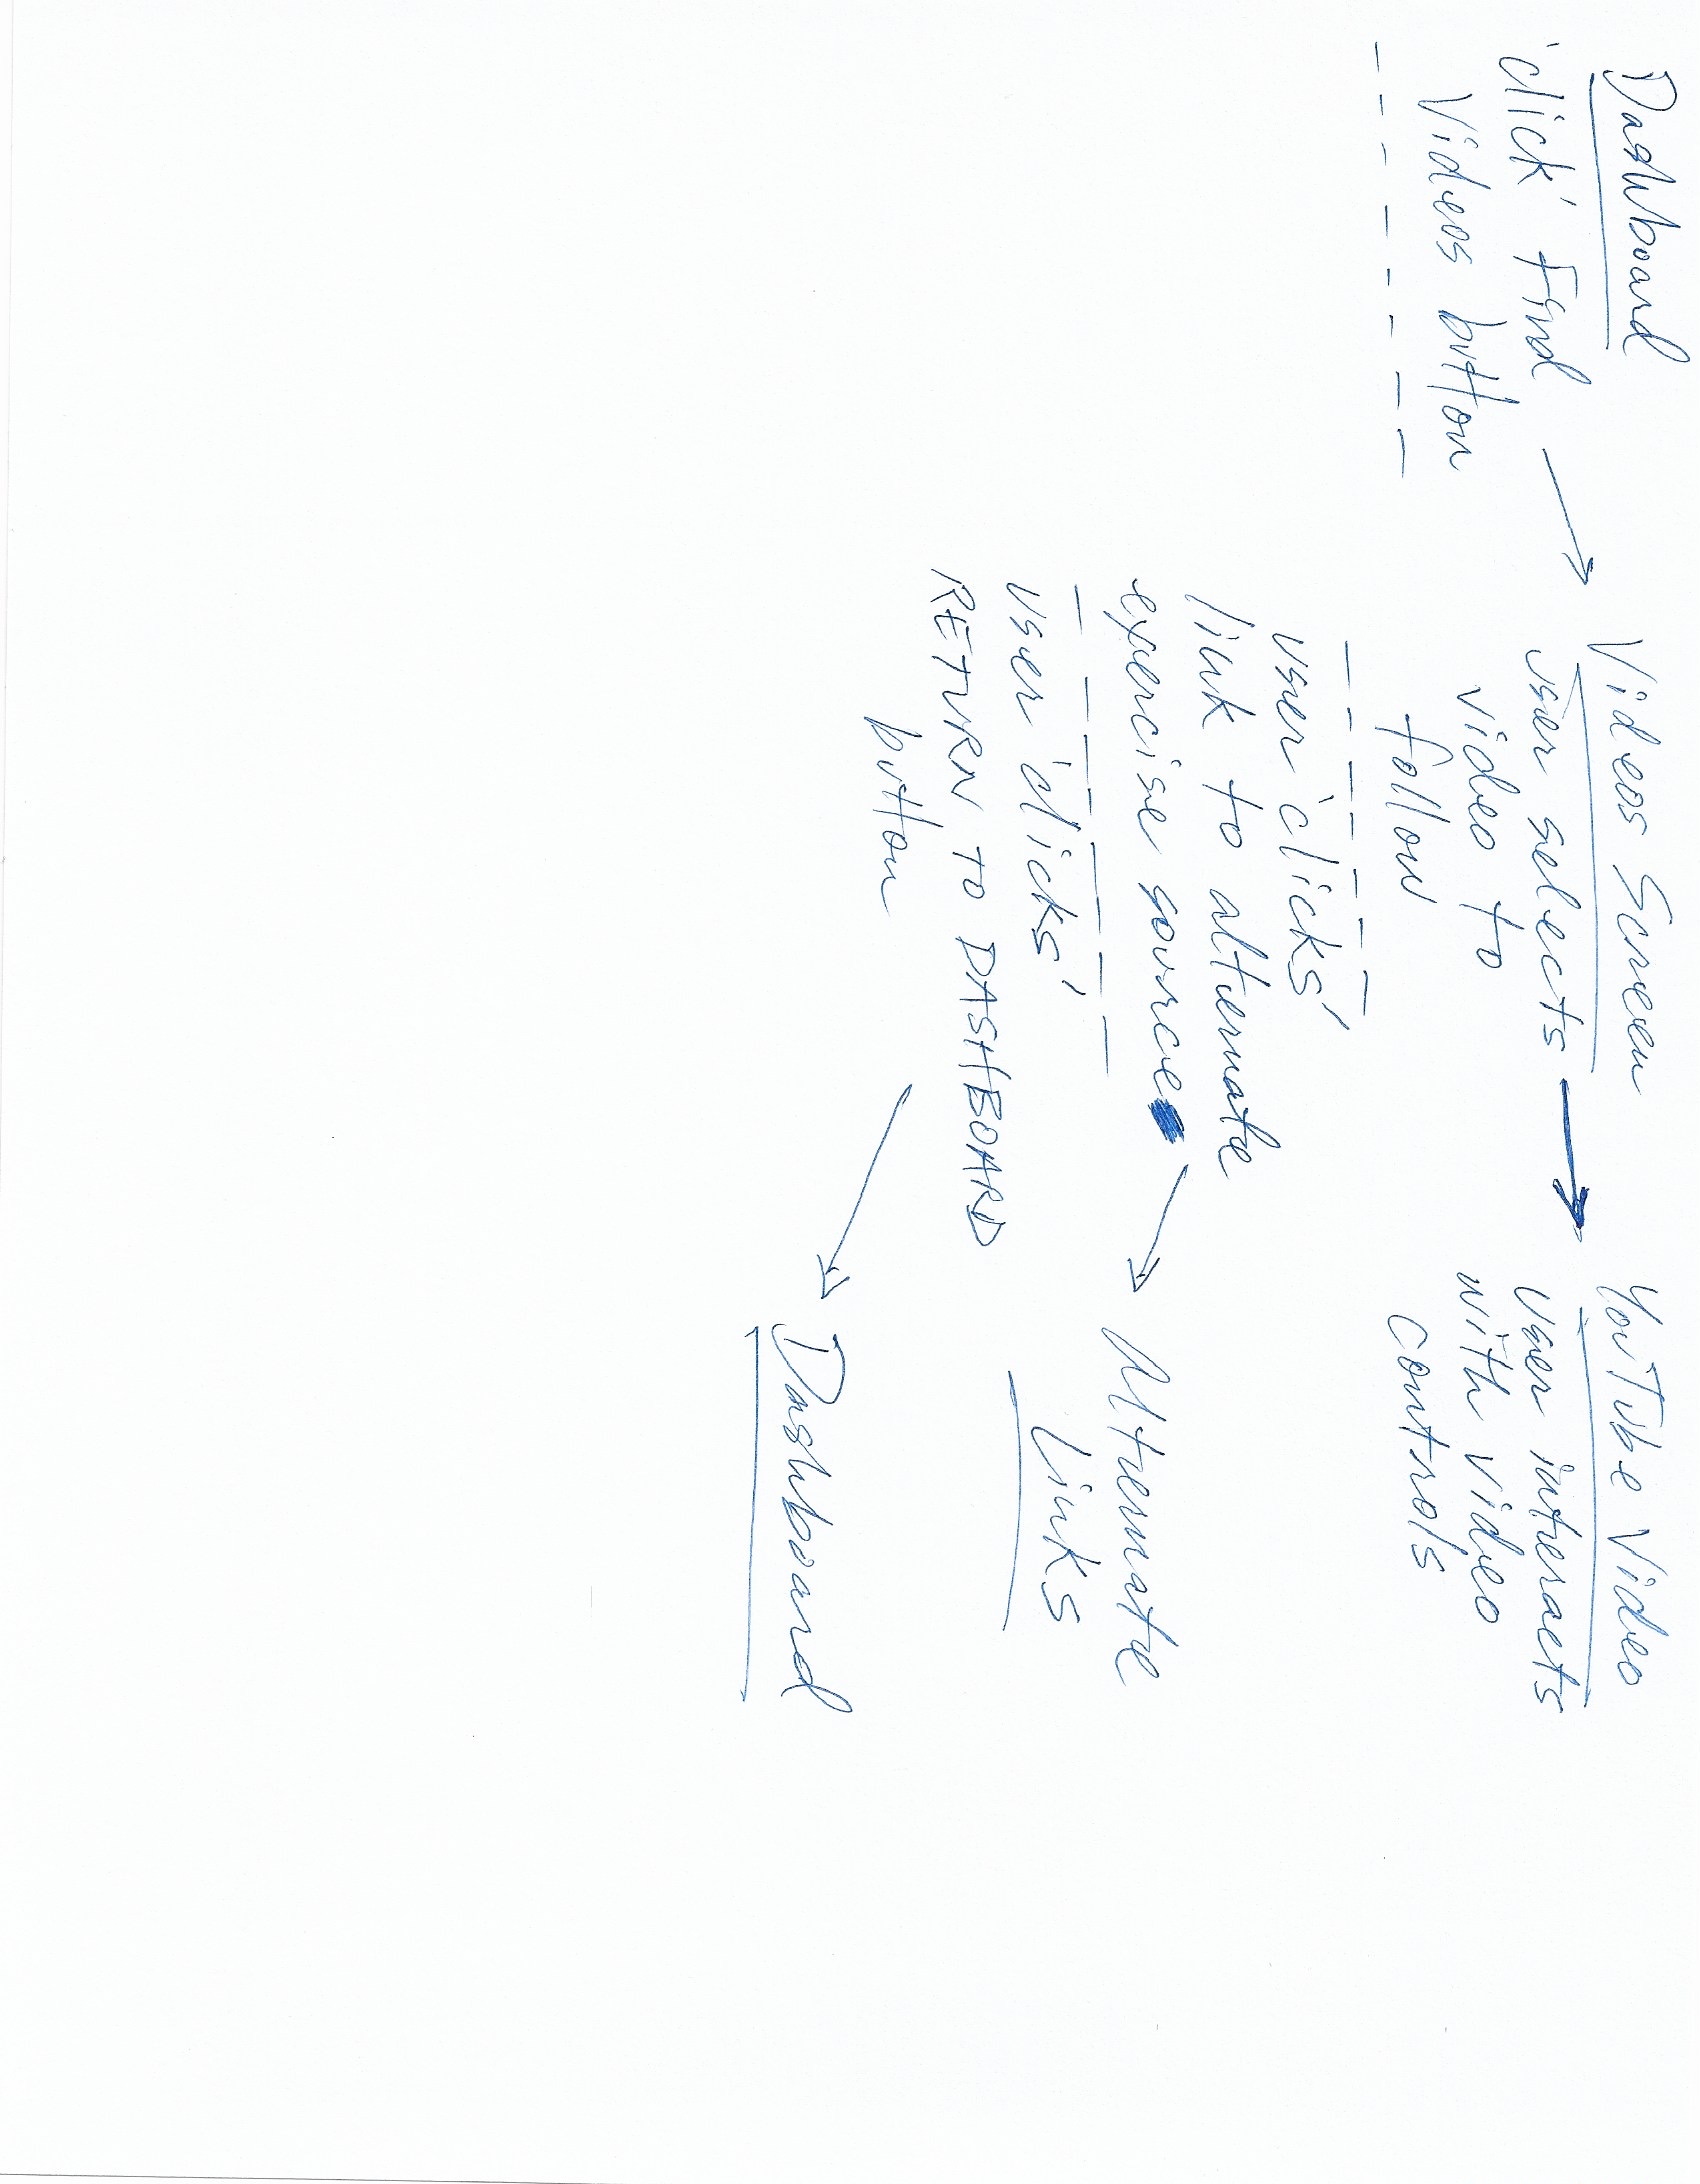 Dashboard
'click' Find
Videos button
Videos Screen
user selects
video to
follow
user 'clicks'
link to alternate
exercise source
user 'clicks'
RETURN TO DASHBOARD
button
YouTube Video
user interacts
with video
controls
Alternate
Links
Dashboard